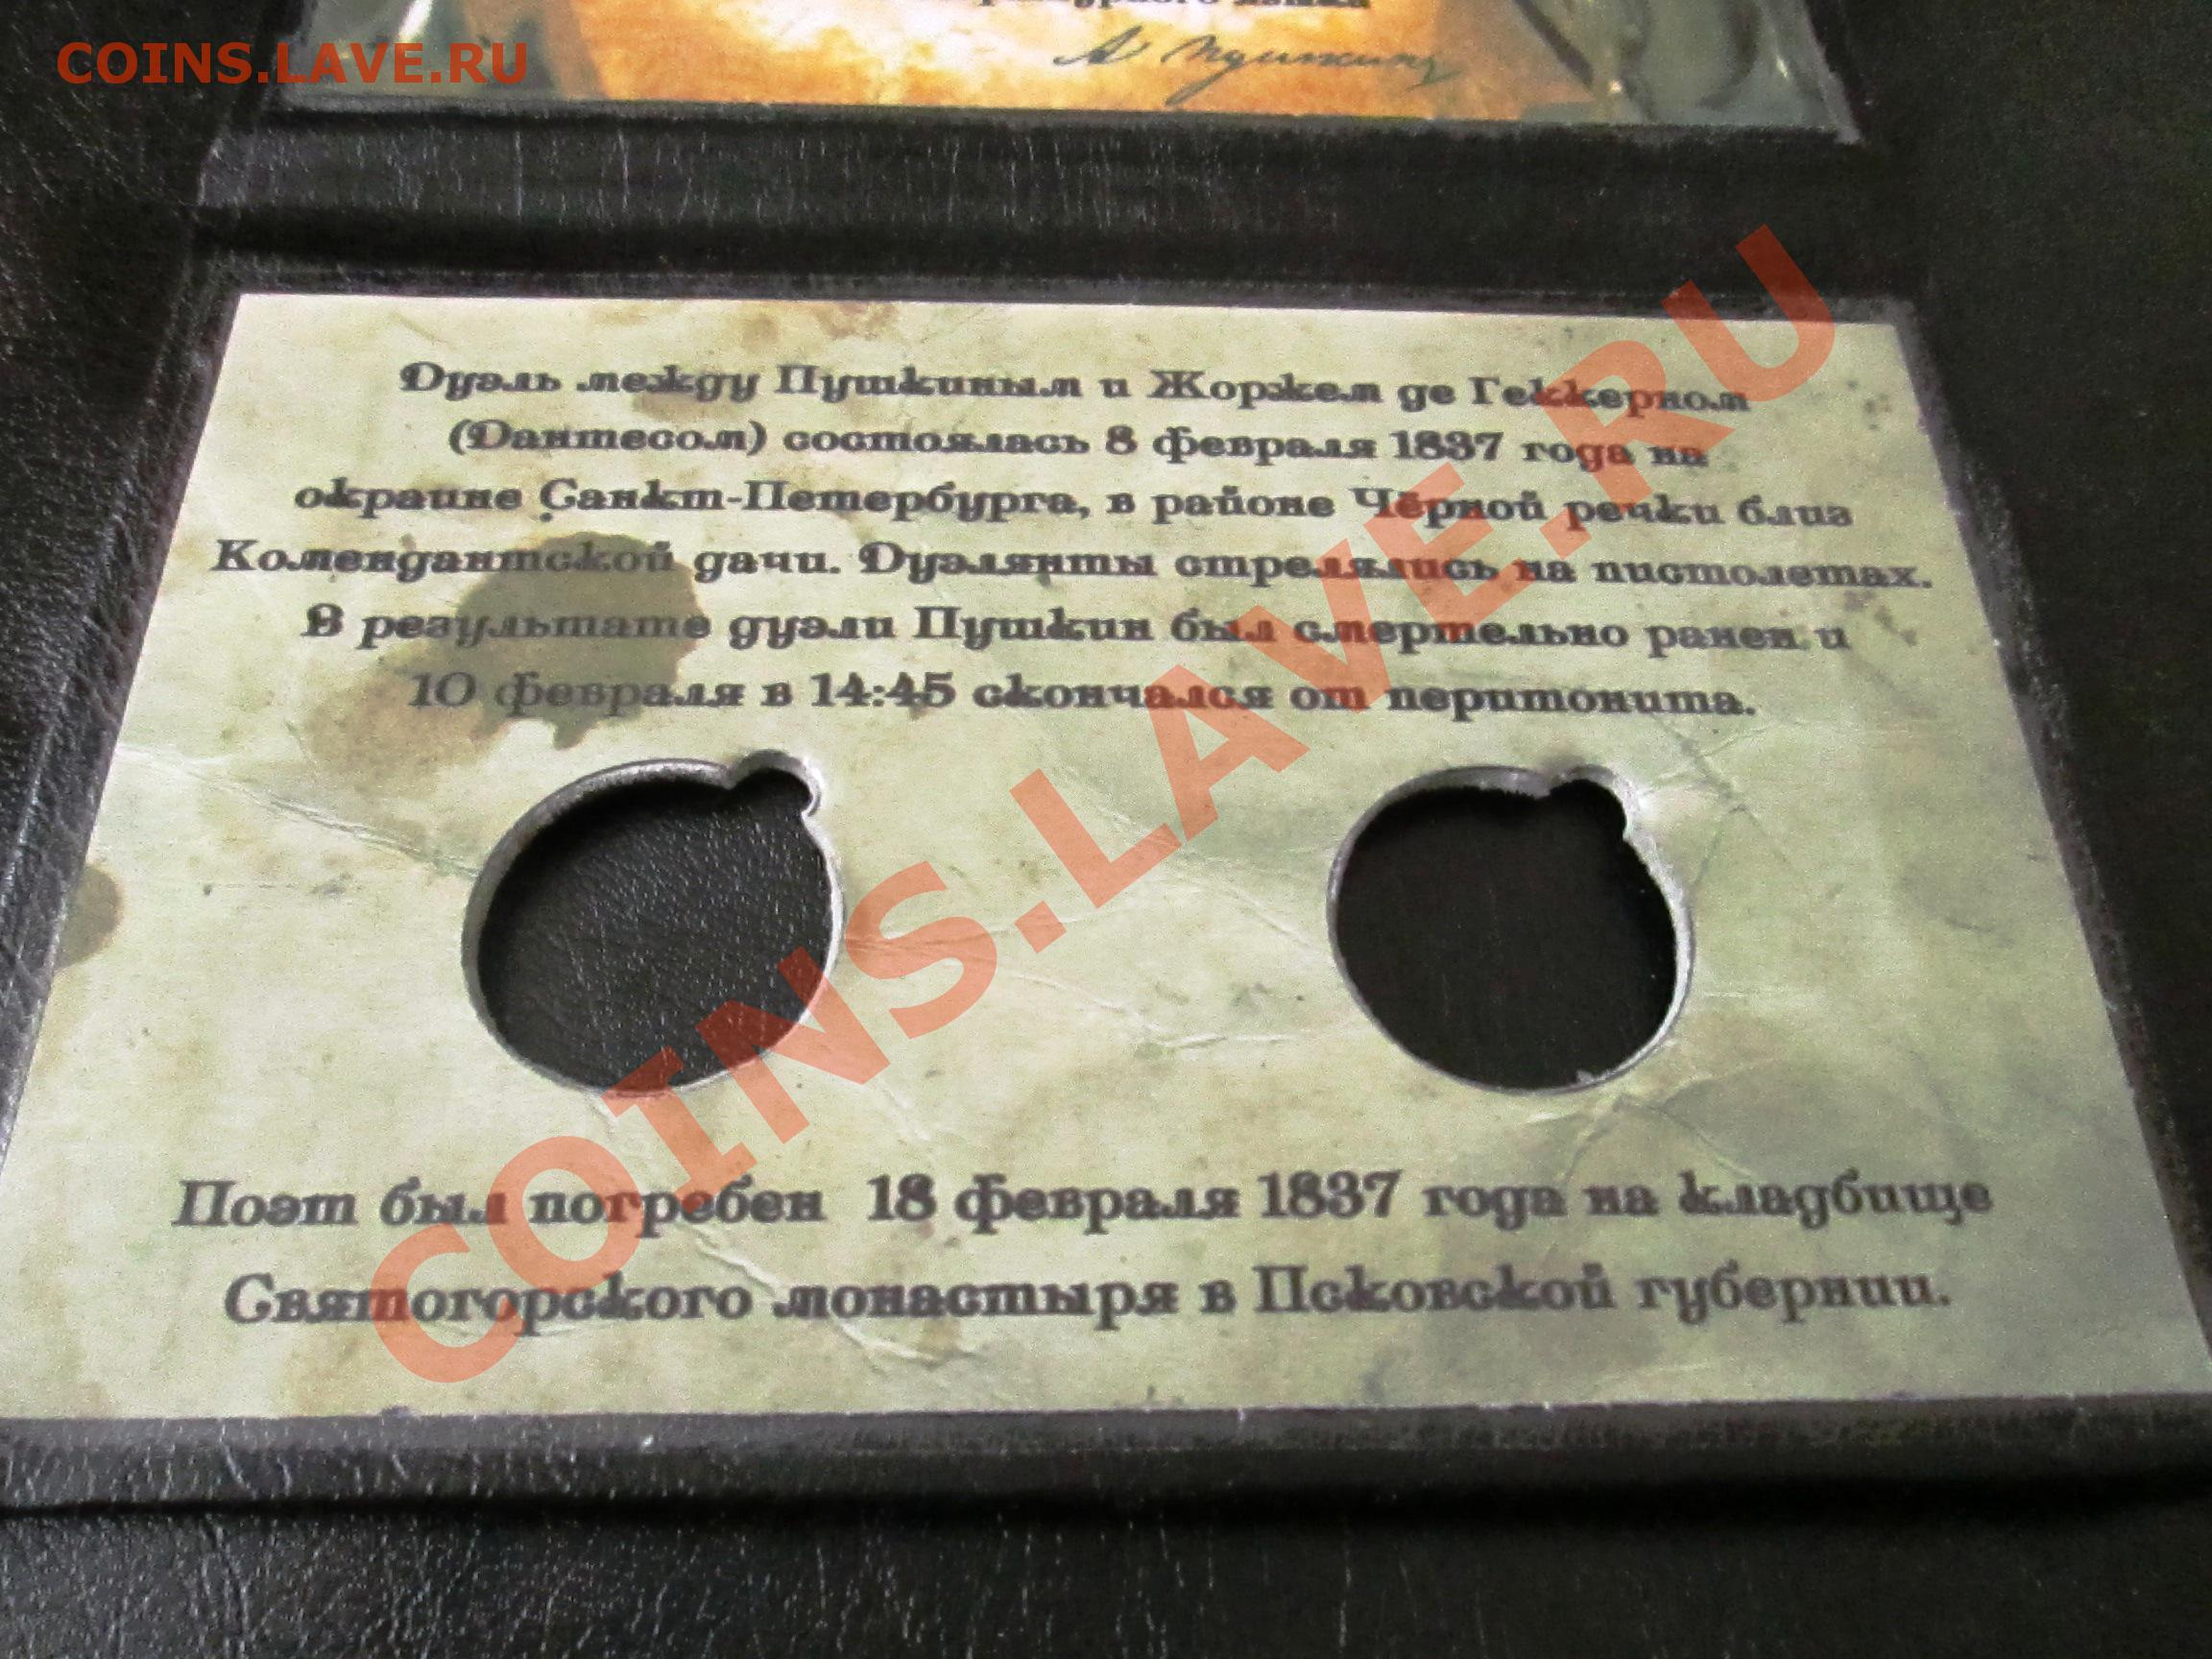 COINS.LAVE.RU
А Пушкинъ
Дуэль между Пушкиным и Жоржем де Геккерном
(Дантесом) состоялась 8 февраля 1837 года на
окраине Санкт-Петербурга, в районе Чёрной речки близ
Комендантской дачи. Дуэлянты стрелялись на пистолетах.
В результате дуэли Пушкин был смертельно ранен и
10 февраля в 14:45 скончался от перитонита.
COINS.LAVE.RU
Поэт был погребен 18 февраля 1837 года на кладбище
Святогорского монастыря в Псковской губернии.